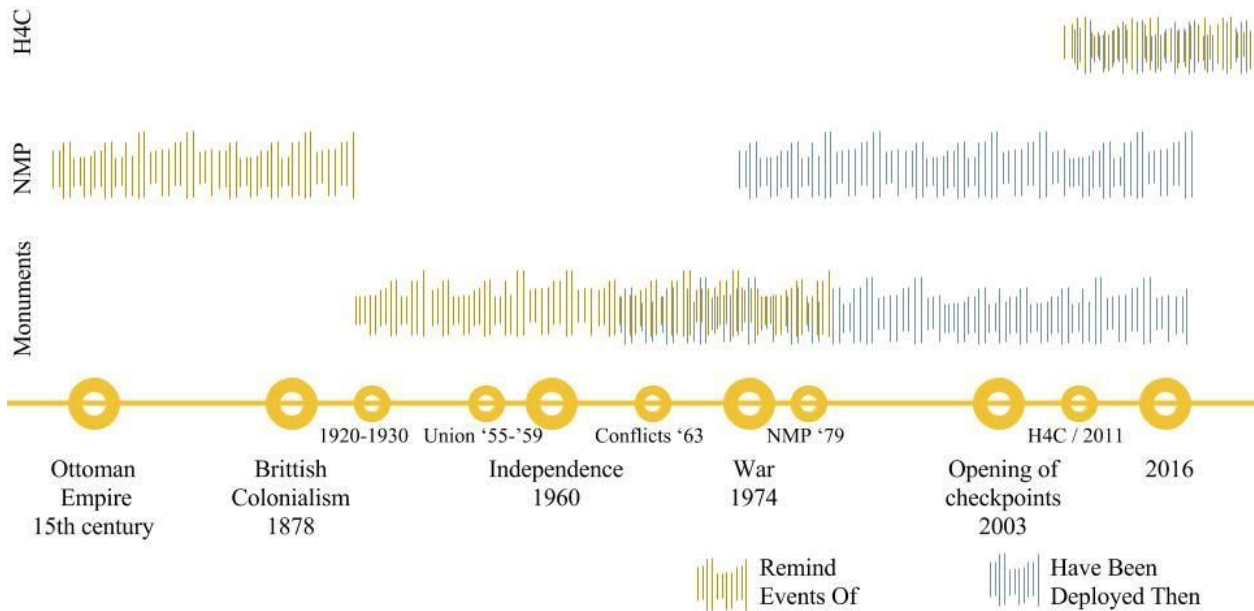 H4C
NMP
Monuments
1920-1930
Union ‘55-’59
Conflicts ‘63
NMP ‘79
H4C / 2011
Ottoman
Empire
15th century
Brittish
Colonialism
1878
Independence
1960
War
1974
Opening of
checkpoints
2003
2016
Remind
Events Of
Have Been
Deployed Then